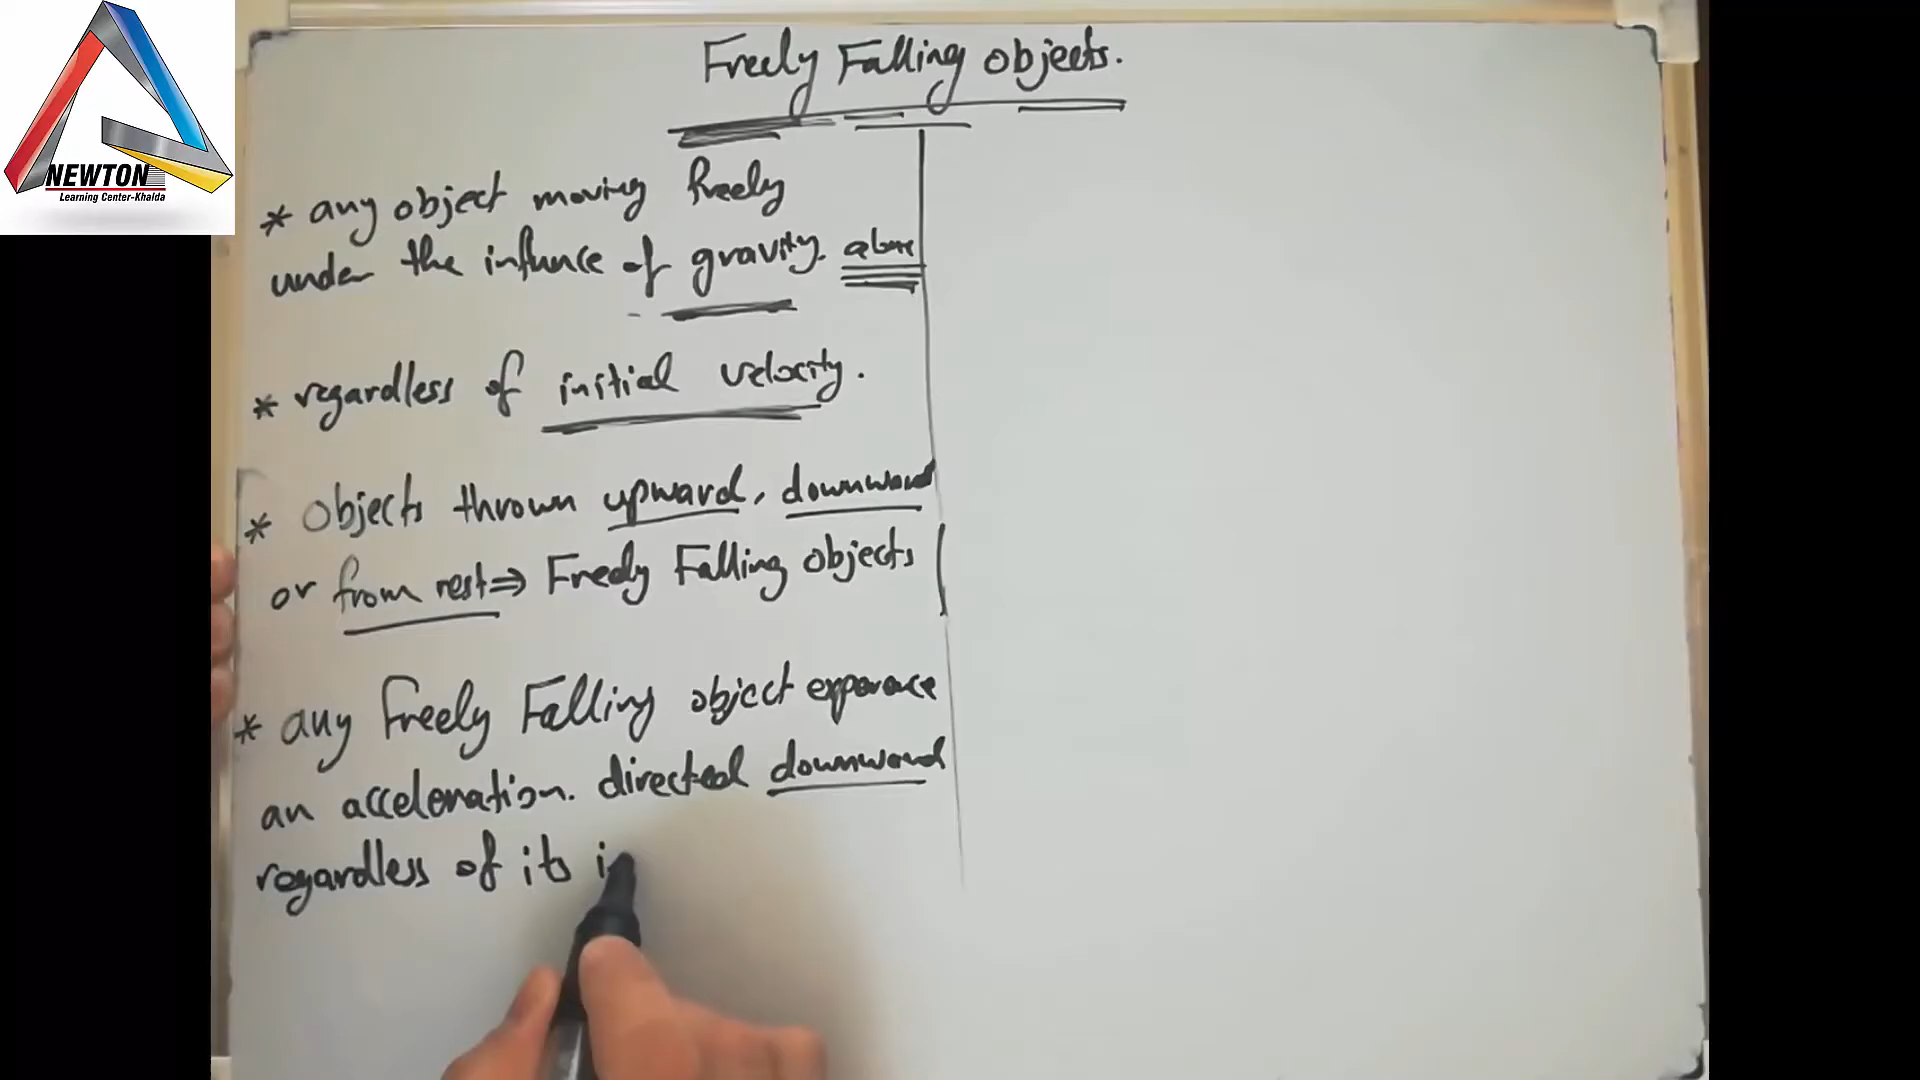 NEWTON
Learning Center-Khalda
Freely Falling objects.
* any object moving freely
under the influnce of gravity. alone
* regardless of initial velocity.
* Objects thrown upward, downward
or from rest ⇒ Freely Falling objects
* any Freely Falling object experence
an acceleration. directed downward
regardless of its i